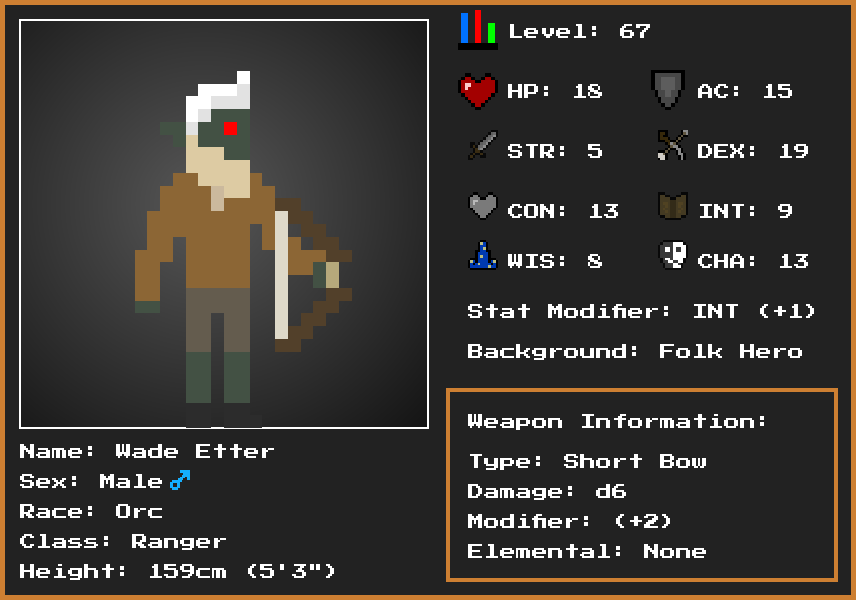 Level: 67
HP: 18 AC: 15
STR: 5 DEX: 19
CON: 13 INT: 9
WIS: 8 CHA: 13
Stat Modifier: INT (+1)
Background: Folk Hero
Weapon Information:
Type: Short Bow
Damage: d6
Modifier: (+2)
Elemental: None
Name: Wade Etter
Sex: Male ♂
Race: Orc
Class: Ranger
Height: 159cm (5'3")